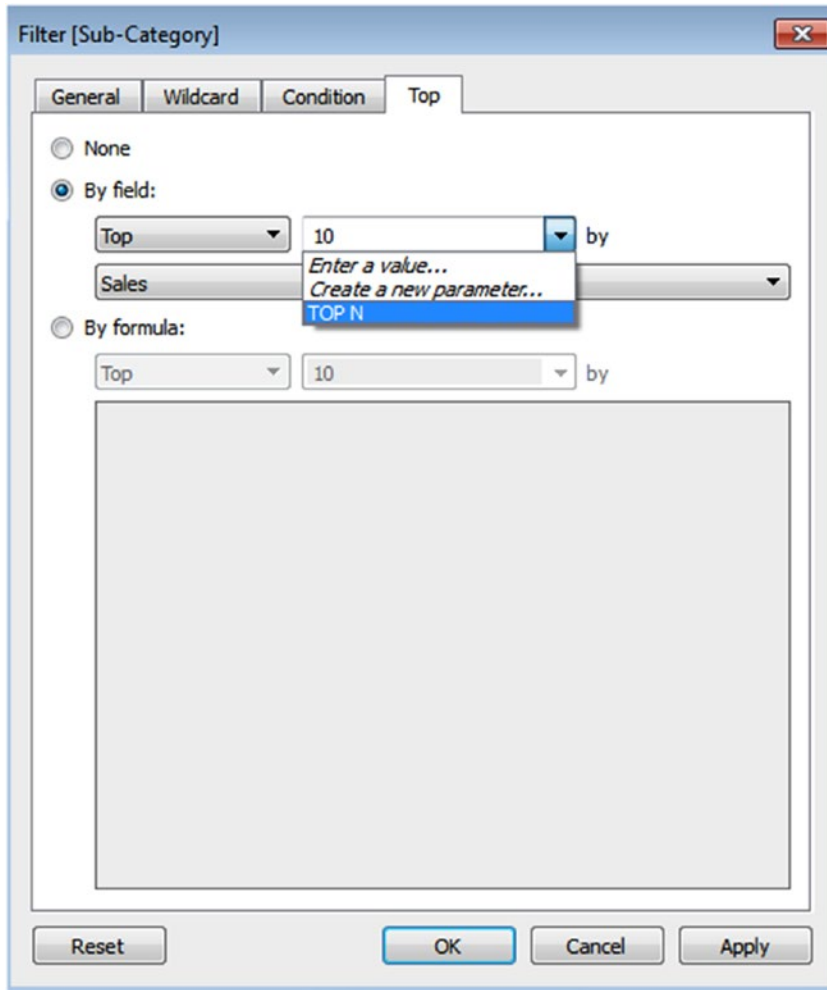 Filter [Sub-Category]
General Wildcard Condition Top
None
By field:
Top 10 by
Enter a value...
Sales Create a new parameter...
TOP N
By formula:
Top 10 by
Reset OK Cancel Apply